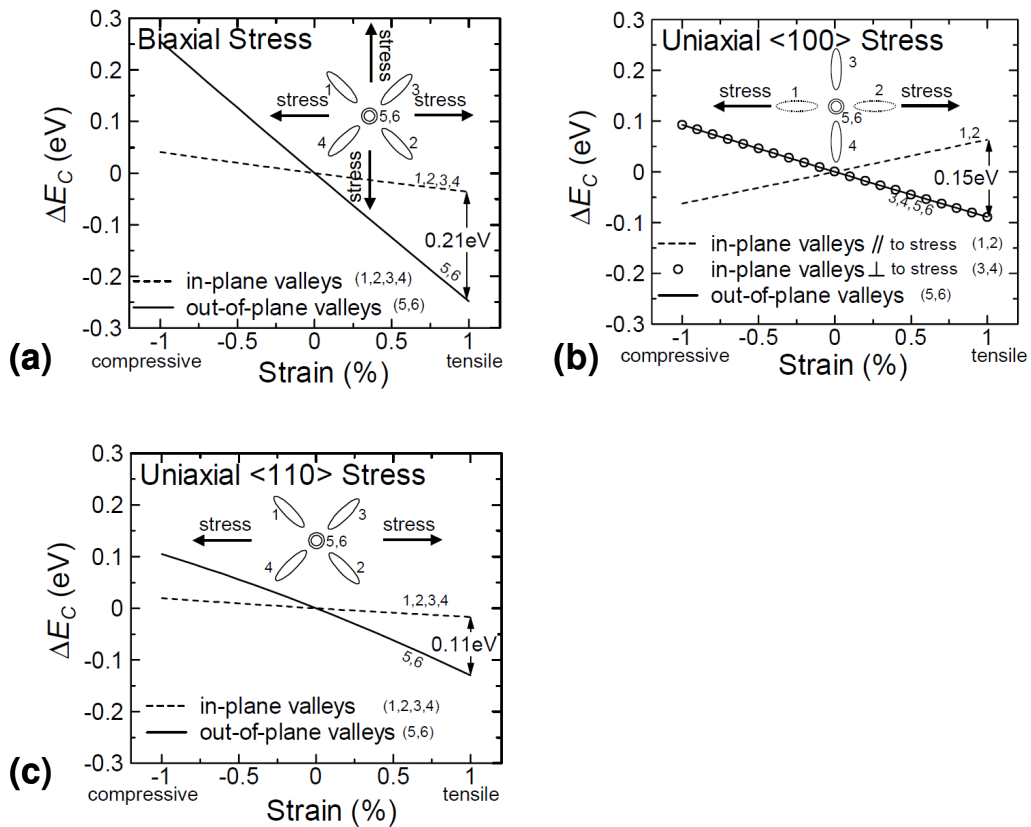 Biaxial Stress
0.3
0.2
0.1
0
-0.1
-0.2
-0.3
ΔEC (eV)
stress
1
3
stress
stress
5,6
4
2
stress
1,2,3,4
0.21eV
5,6
in-plane valleys (1,2,3,4)
out-of-plane valleys (5,6)
-1
-0.5
0
0.5
1
compressive
tensile
Strain (%)
(a)
Uniaxial <100> Stress
0.3
0.2
0.1
0
-0.1
-0.2
-0.3
ΔEC (eV)
3
stress
1
2
stress
5,6
4
1,2
0.15eV
3,4,5,6
in-plane valleys // to stress (1,2)
in-plane valleys ⊥ to stress (3,4)
out-of-plane valleys (5,6)
-1
-0.5
0
0.5
1
compressive
tensile
Strain (%)
(b)
Uniaxial <110> Stress
0.3
0.2
0.1
0
-0.1
-0.2
-0.3
ΔEC (eV)
1
3
stress
stress
5,6
4
2
1,2,3,4
0.11eV
5,6
in-plane valleys (1,2,3,4)
out-of-plane valleys (5,6)
-1
-0.5
0
0.5
1
compressive
tensile
Strain (%)
(c)